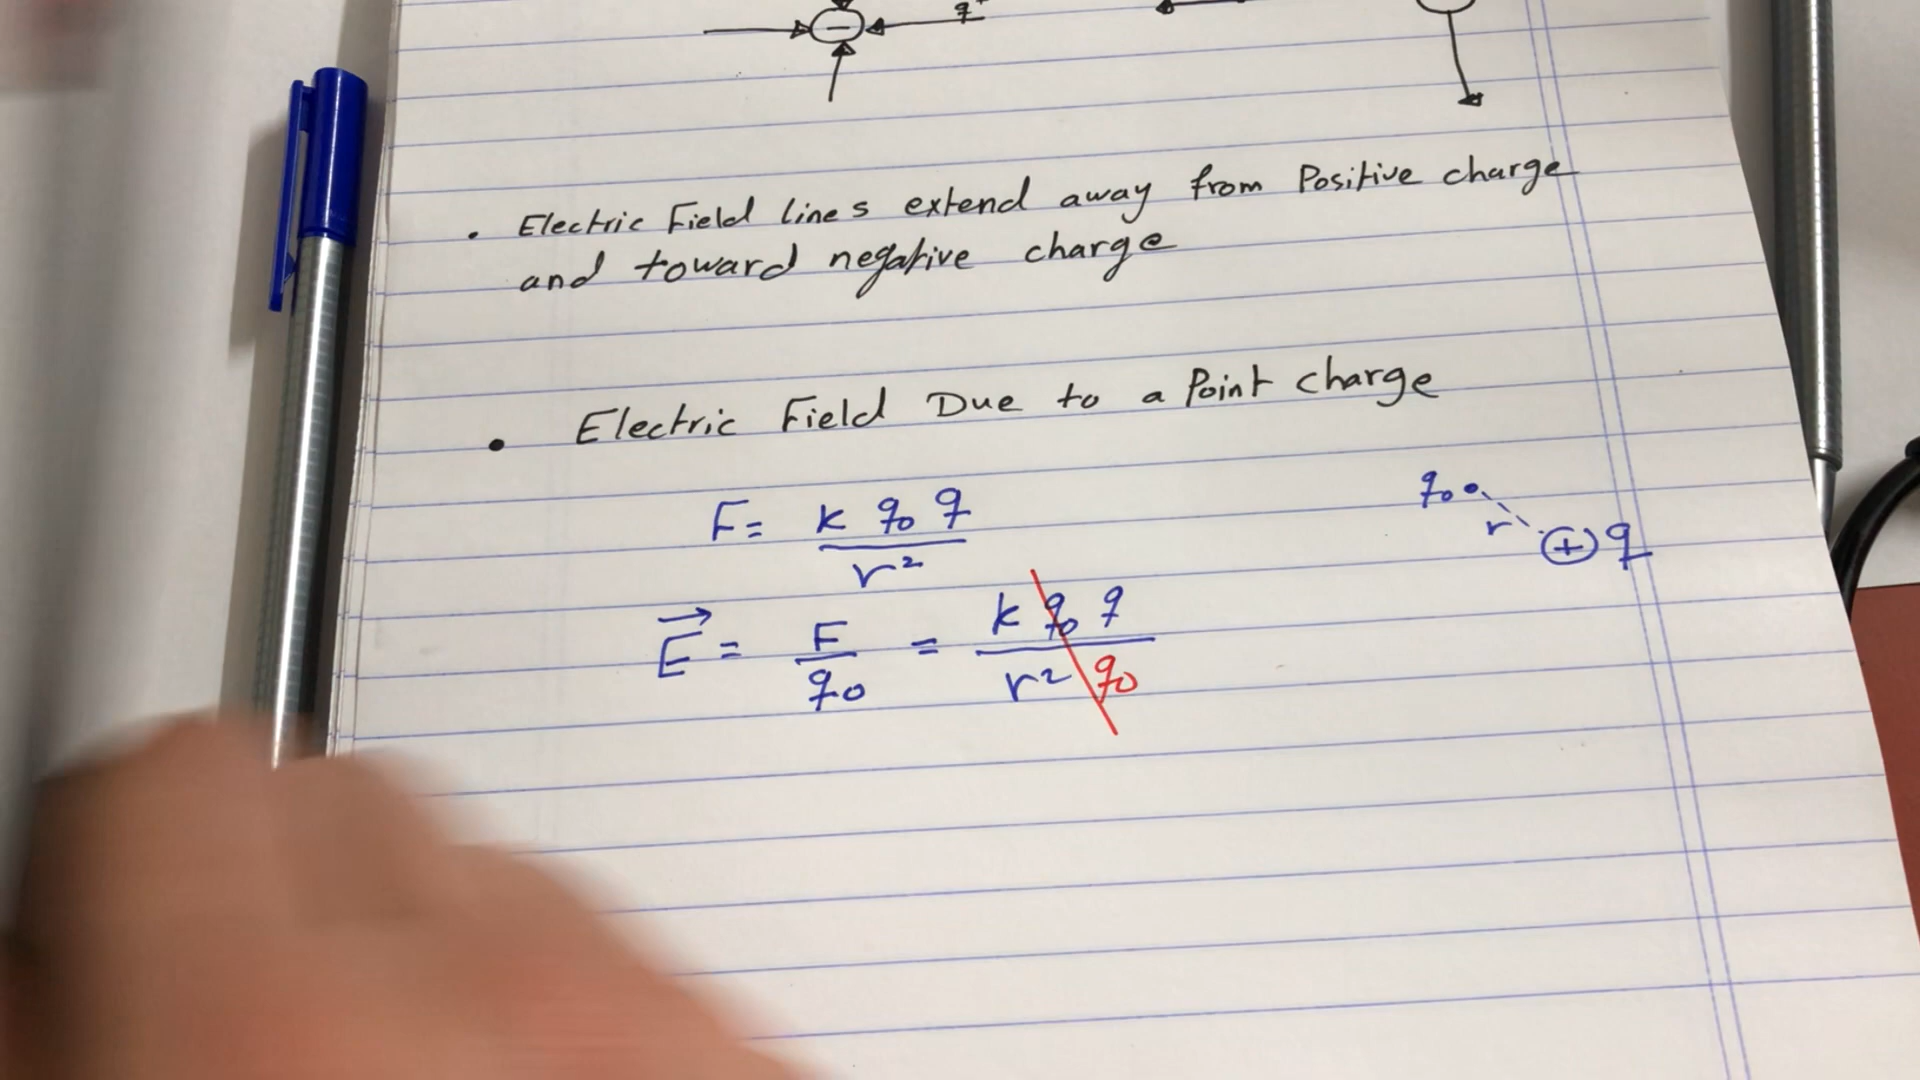 − q+
• Electric Field lines extend away from Positive charge
and toward negative charge
• Electric Field Due to a Point charge
F = k q₀ q / r²
q₀ • r + q
E⃗ = F / q₀ = k q₀ q / r² q₀